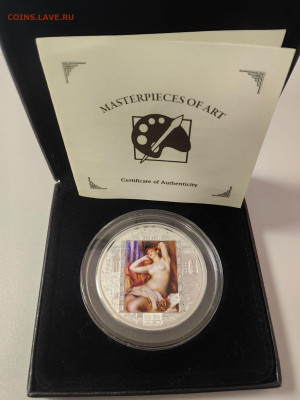 COINS.LAVE.RU
MASTERPIECES OF ART
Certificate of Authenticity